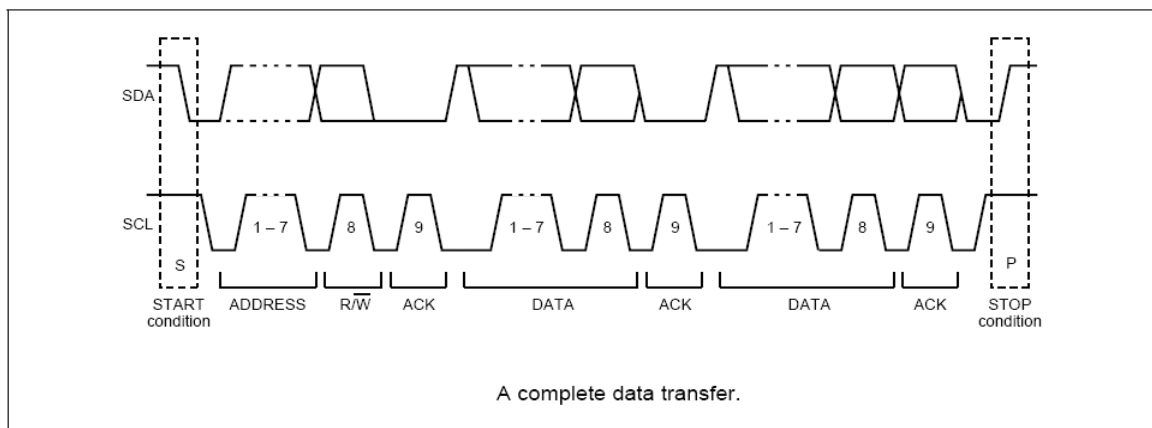 SDA
SCL
1 – 7 8 9 1 – 7 8 9 1 – 7 8 9
S P
START condition ADDRESS R/W̅ ACK DATA ACK DATA ACK STOP condition
A complete data transfer.